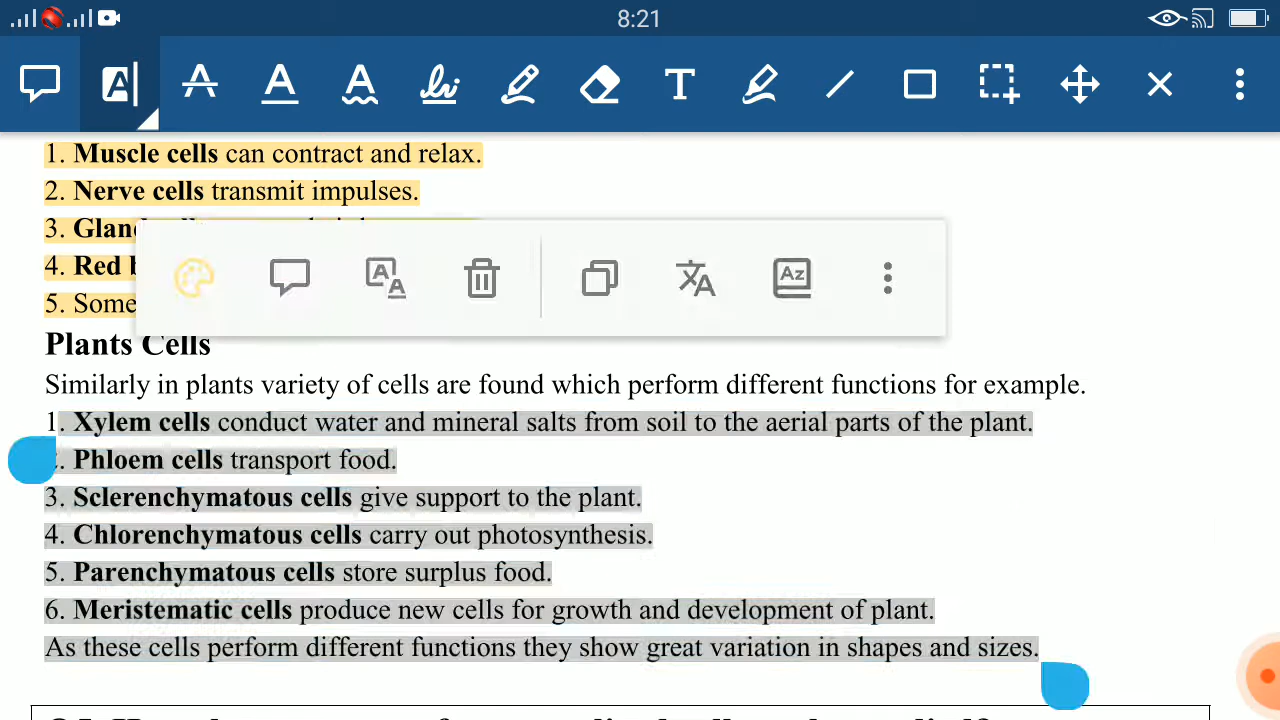 8:21
1. Muscle cells can contract and relax.
2. Nerve cells transmit impulses.
3.
4. Red
5. Some
Plants Cells
Similarly in plants variety of cells are found which perform different functions for example.
1. Xylem cells conduct water and mineral salts from soil to the aerial parts of the plant.
Phloem cells transport food.
3. Sclerenchymatous cells give support to the plant.
4. Chlorenchymatous cells carry out photosynthesis.
5. Parenchymatous cells store surplus food.
6. Meristematic cells produce new cells for growth and development of plant.
As these cells perform different functions they show great variation in shapes and sizes.